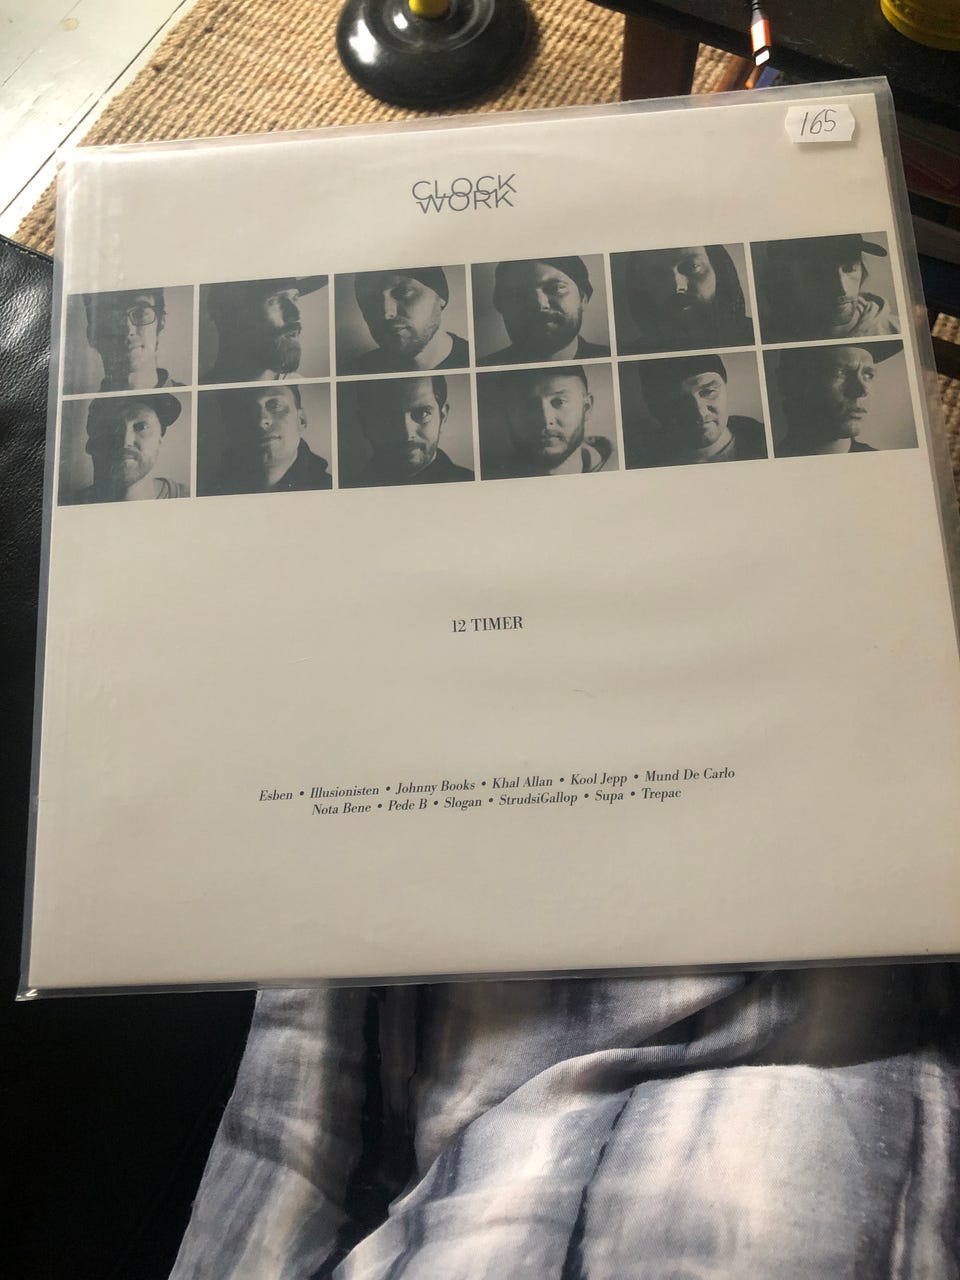 165
CLOCK
WORK
12 TIMER
Esben • Illusionisten • Johnny Books • Khal Allan • Kool Jepp • Mund De Carlo
Nota Bene • Pede B • Slogan • StrudsiGallop • Supa • Trepac